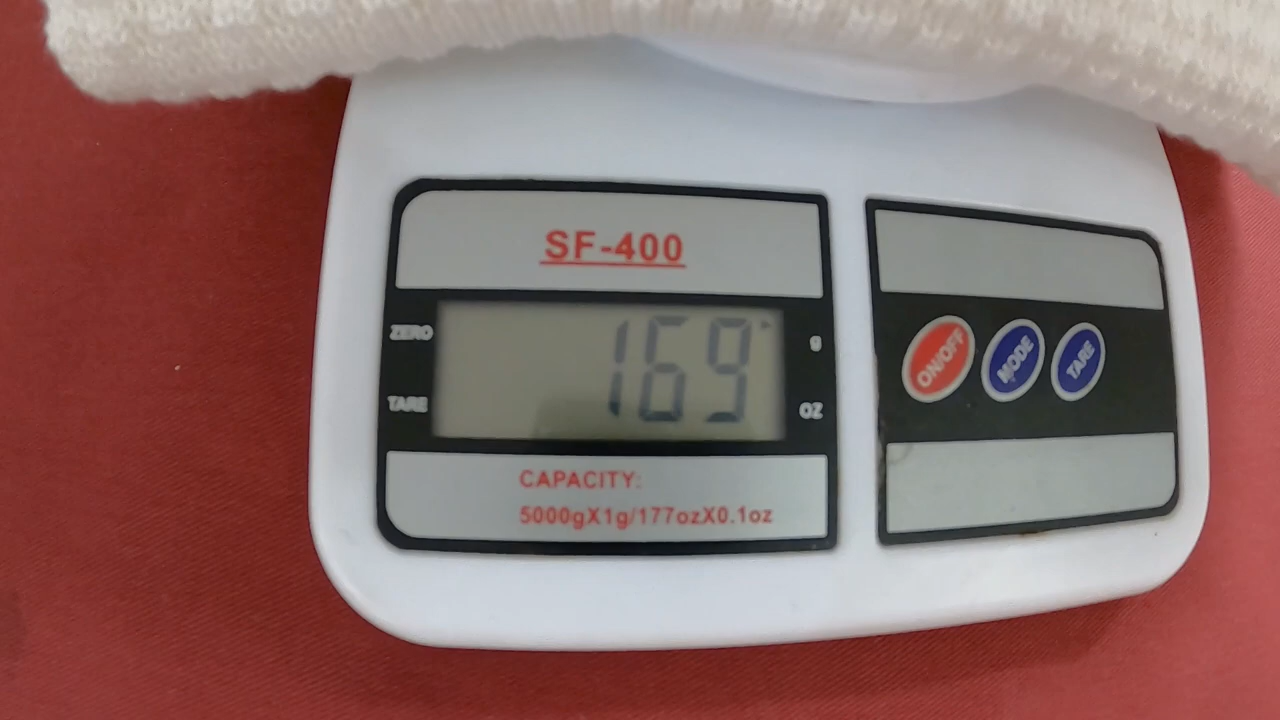 SF-400
ZERO
169
g
TARE
OZ
CAPACITY:
5000gX1g/177ozX0.1oz
ON/OFF
MODE
TARE